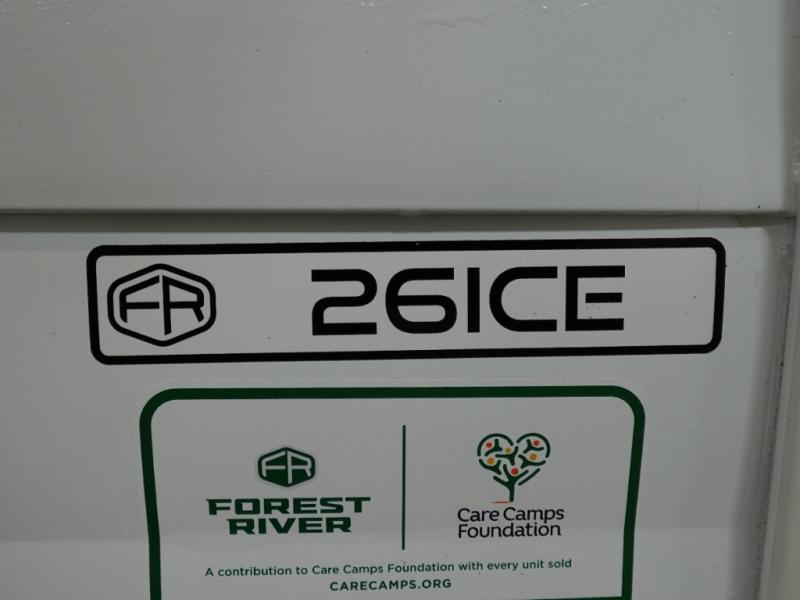 FR 26ICE
FR
FOREST
RIVER
Care Camps
Foundation
A contribution to Care Camps Foundation with every unit sold
CARECAMPS.ORG